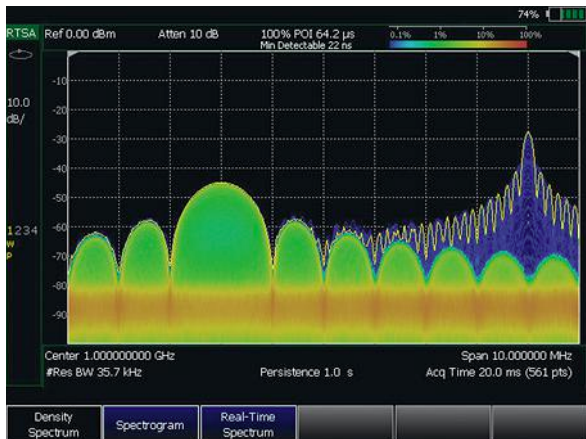 74%
RTSA Ref 0.00 dBm Atten 10 dB 100% POI 64.2 µs 0.1% 1% 10% 100%
Min Detectable 22 ns
-10
-20
10.0
dB/
-30
-40
-50
1234
-60
W
P
-70
-80
-90
Center 1.000000000 GHz Span 10.000000 MHz
#Res BW 35.7 kHz Persistence 1.0 s Acq Time 20.0 ms (561 pts)
Density Spectrum
Spectrogram
Real-Time Spectrum